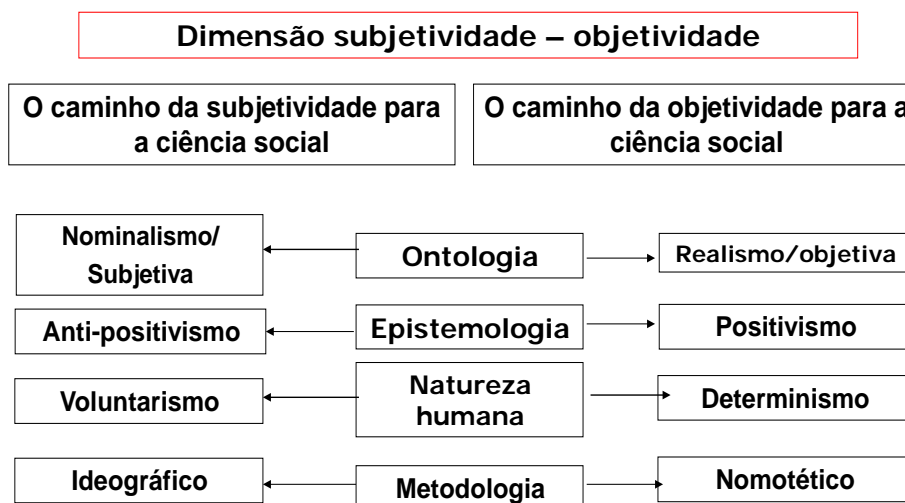 Dimensão subjetividade – objetividade
O caminho da subjetividade para
a ciência social
O caminho da objetividade para a
ciência social
Nominalismo/
Subjetiva
Ontologia
Realismo/objetiva
Anti-positivismo
Epistemologia
Positivismo
Voluntarismo
Natureza
humana
Determinismo
Ideográfico
Metodologia
Nomotético